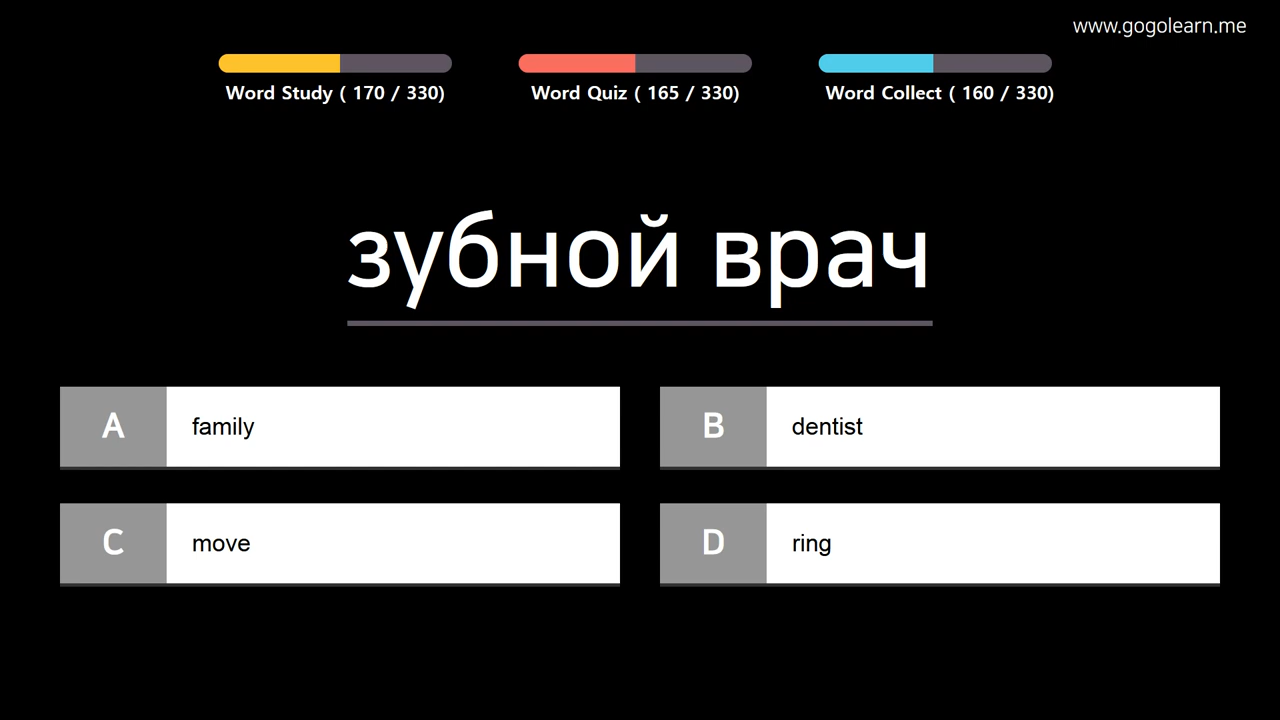 www.gogolearn.me
Word Study ( 170 / 330)
Word Quiz ( 165 / 330)
Word Collect ( 160 / 330)
зубной врач
A family
B dentist
C move
D ring